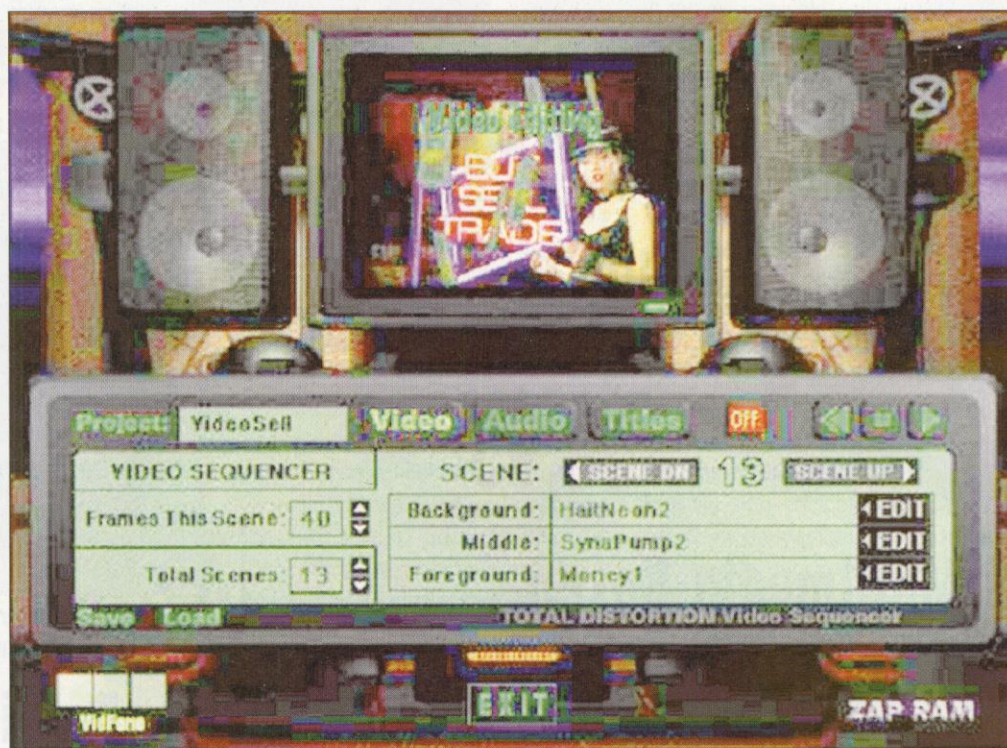 Video editing
BUY
SELL
TRADE
Project: VideoSell Video Audio Titles Off
VIDEO SEQUENCER
SCENE: SCENE DN 13 SCENE UP
Frames This Scene: 40
Total Scenes: 13
Background: HaitNeon2 EDIT
Middle: SynaPump2 EDIT
Foreground: Money1 EDIT
Save Load
TOTAL DISTORTION Video Sequencer
VidFone
EXIT
ZAP RAM